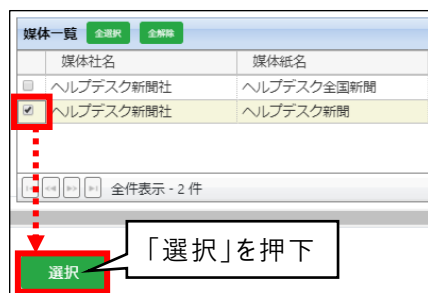 媒体一覧 全選択 全解除
媒体社名 媒体紙名
ヘルプデスク新聞社 ヘルプデスク全国新聞
ヘルプデスク新聞社 ヘルプデスク新聞
全件表示 - 2 件
「選択」を押下
選択